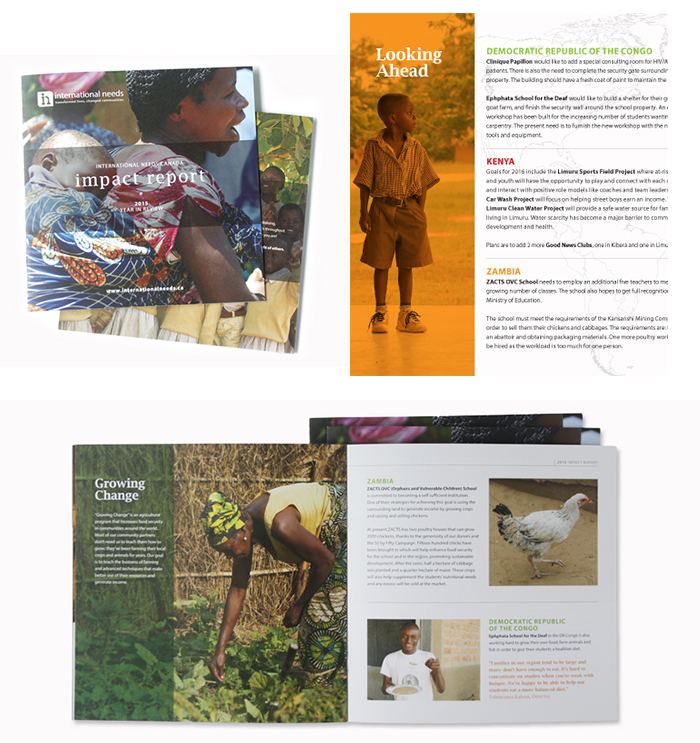 international needs
transformed lives, changed communities
INTERNATIONAL NEEDS CANADA
impact report
2015
YEAR IN REVIEW
www.internationalneeds.ca
throughout
of others.
Looking
Ahead
DEMOCRATIC REPUBLIC OF THE CONGO
Clinique Papillon would like to add a special consulting room for HIV/A
patients. There is also the need to complete the security gate surroundin
property. The building should have a fresh coat of paint to maintain the
Ephphata School for the Deaf would like to build a shelter for their g
goat farm, and finish the security wall around the school property. An
workshop has been built for the increasing number of students wantin
carpentry. The present need is to furnish the new workshop with the n
tools and equipment.
KENYA
Goals for 2016 include the Limuru Sports Field Project where at-ris
and youth will have the opportunity to play and connect with each
and interact with positive role models like coaches and team leader
Car Wash Project will focus on helping street boys earn an income.
Limuru Clean Water Project will provide a safe water source for fam
living in Limuru. Water scarcity has become a major barrier to comm
development and health.
Plans are to add 2 more Good News Clubs, one in Kibera and one in Limu
ZAMBIA
ZACTS OVC School needs to employ an additional five teachers to me
growing number of classes. The school also hopes to get full recognitio
Ministry of Education.
The school must meet the requirements of the Kansanshi Mining Comp
order to sell them their chickens and cabbages. The requirements are
an abattoir and obtaining packaging materials. One more poultry work
be hired as the workload is too much for one person.
Growing
Change
"Growing Change" is an agricultural
program that increases food security
in communities around the world.
Most of our community partners
don't need us to teach them how to
grow; they've been farming their local
crops and animals for years. Our goal
is to teach the business of farming
and advanced techniques that make
better use of their resources and
generate income.
2015 IMPACT REPORT
ZAMBIA
ZACTS OVC (Orphans and Vulnerable Children) School
is committed to becoming a self-sufficient institution.
One of their strategies for achieving this goal is using the
surrounding land to generate income by growing crops
and raising and selling chickens.
At present ZACTS has two poultry houses that can grow
2000 chickens, thanks to the generosity of our donors and
the 50 by Fifty Campaign. Fifteen hundred chicks have
been brought in which will help enhance food security
for the school and in the region, promoting sustainable
development. After the rains, half a hectare of cabbage
was planted and a quarter hectare of maize. These crops
will also help supplement the students' nutritional needs
and any excess will be sold at the market.
DEMOCRATIC REPUBLIC
OF THE CONGO
Ephphata School for the Deaf in the DR Congo is also
working hard to grow their own food, farm animals and
fish in order to give their students a healthier diet.
"Families in our region tend to be large and
many don't have enough to eat. It's hard to
concentrate on studies when you're weak with
hunger. We're happy to be able to help our
students eat a more balanced diet."